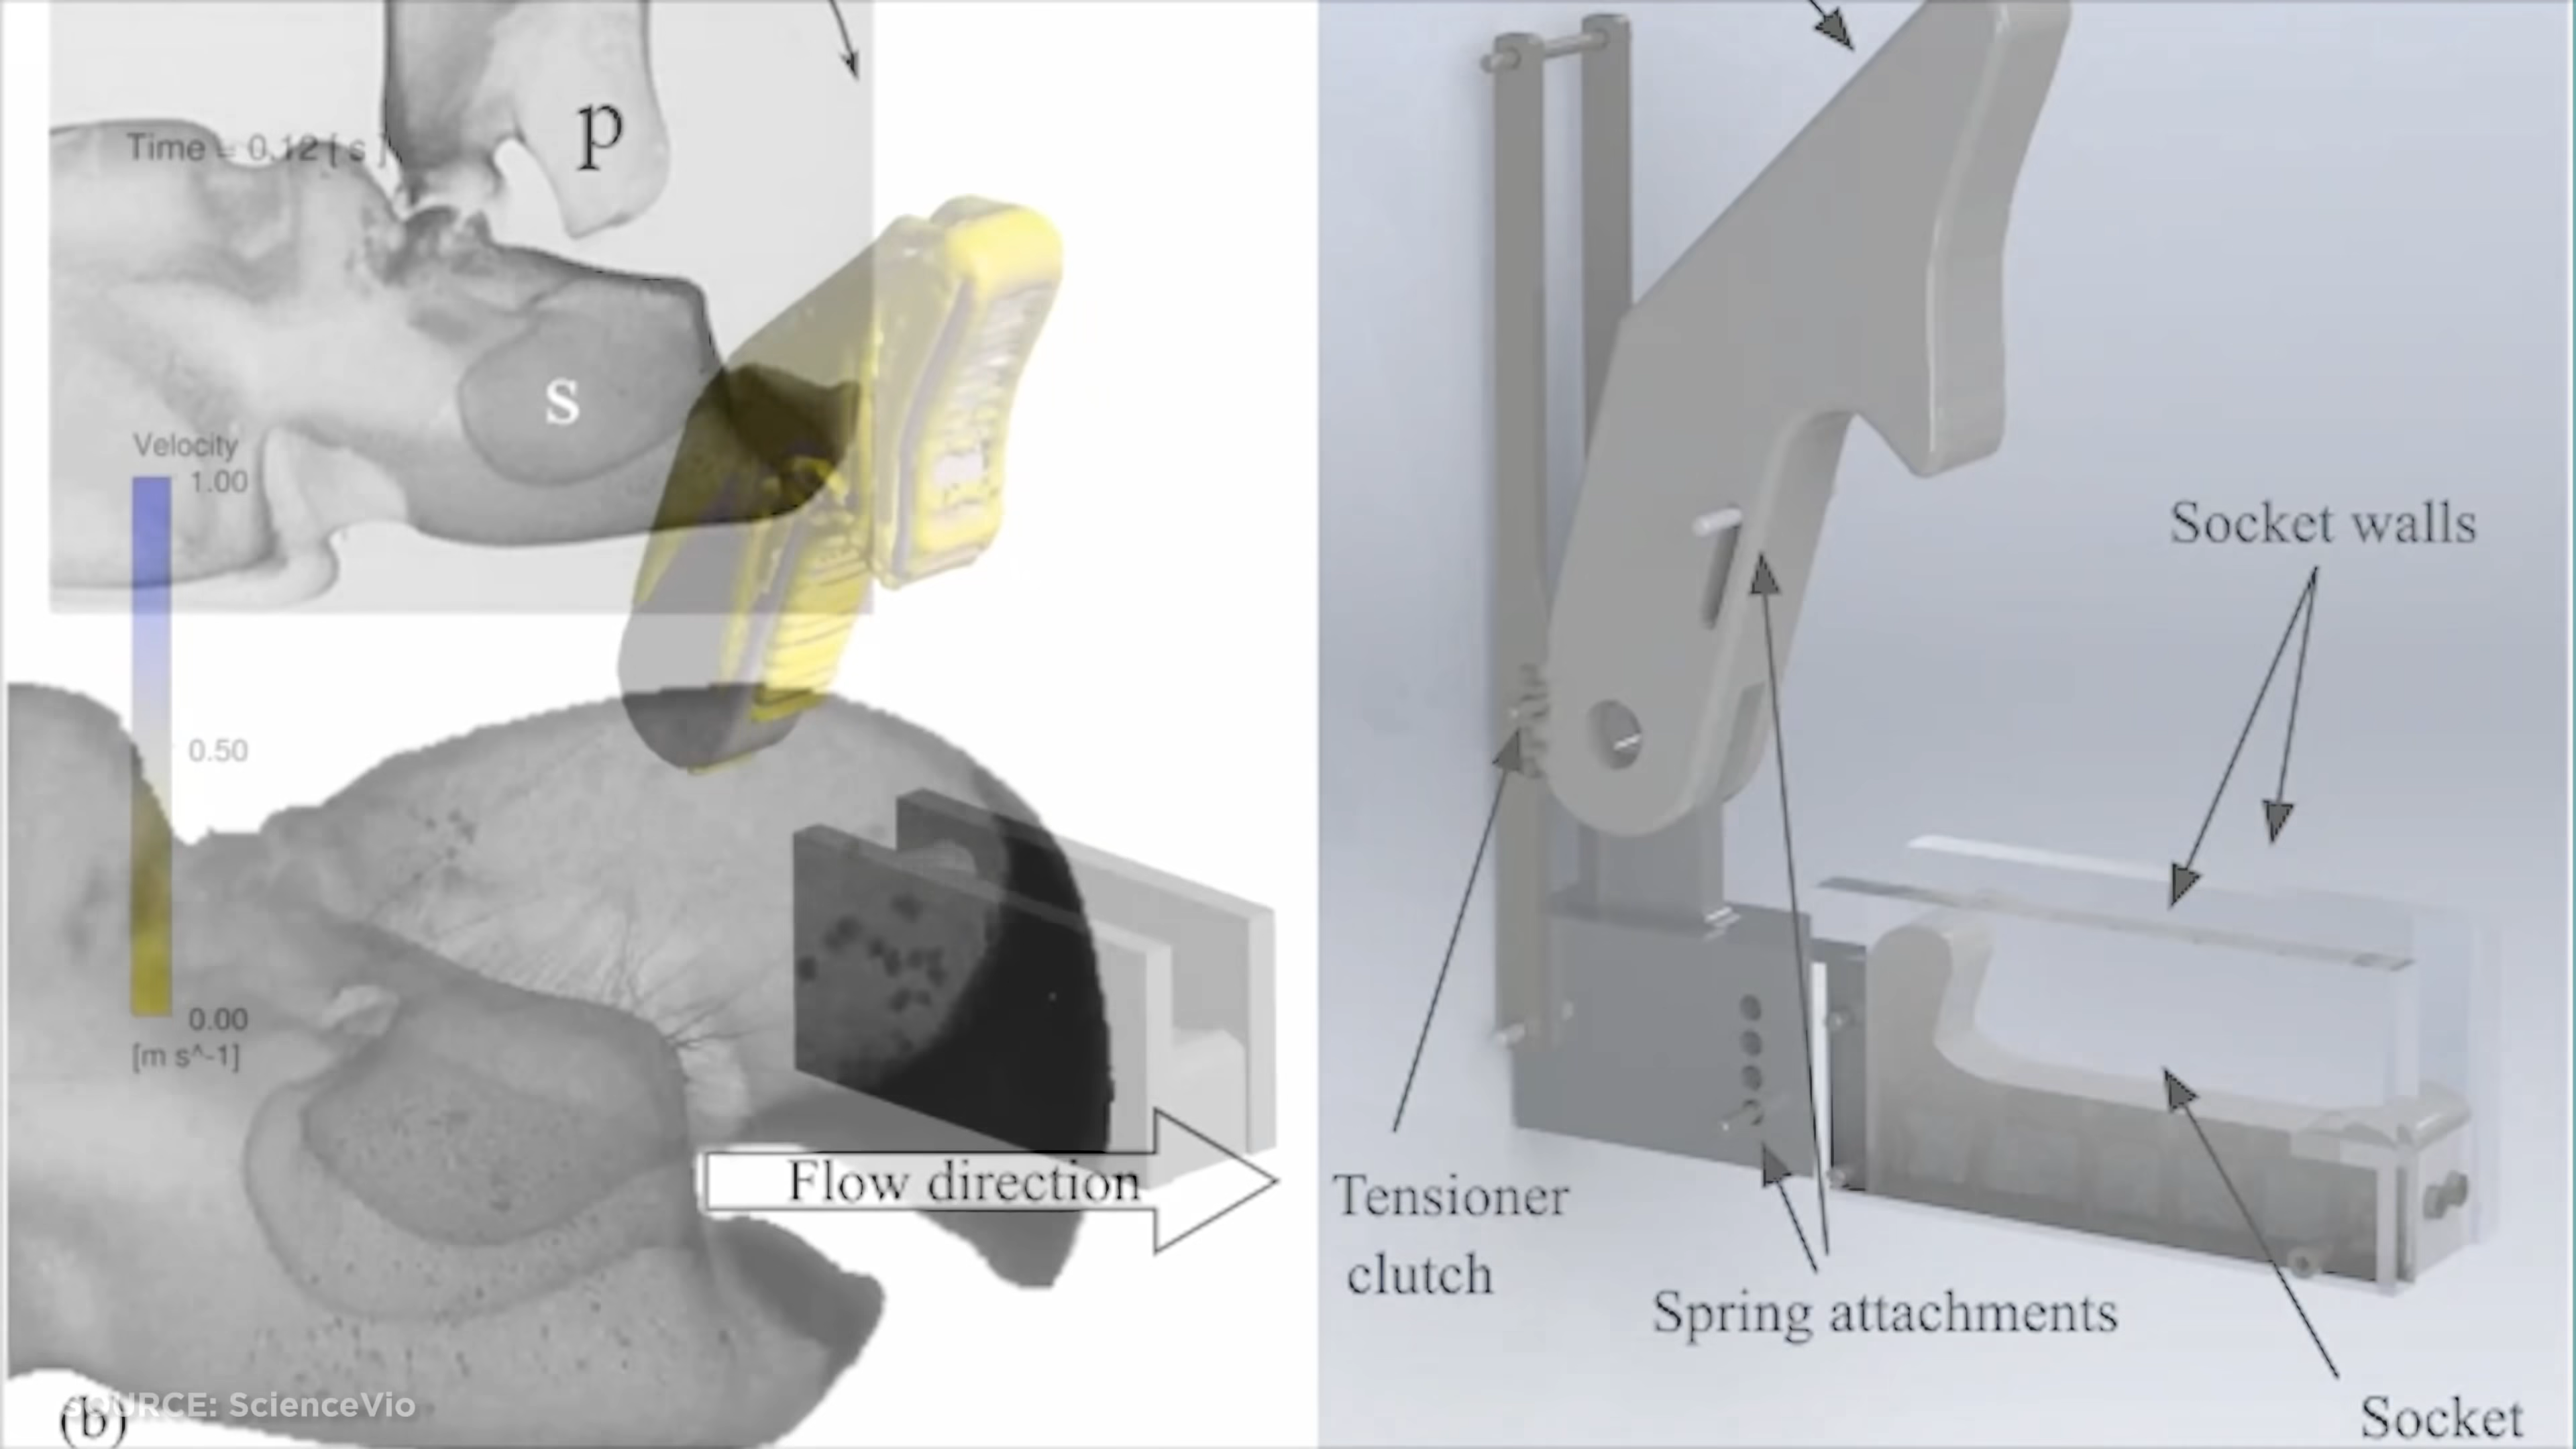 p
Time = 0.12 [ s ]
s
Velocity
1.00
0.50
0.00
[m s^-1]
Flow direction
(b)
SOURCE: ScienceVio
Socket walls
Tensioner
clutch
Spring attachments
Socket